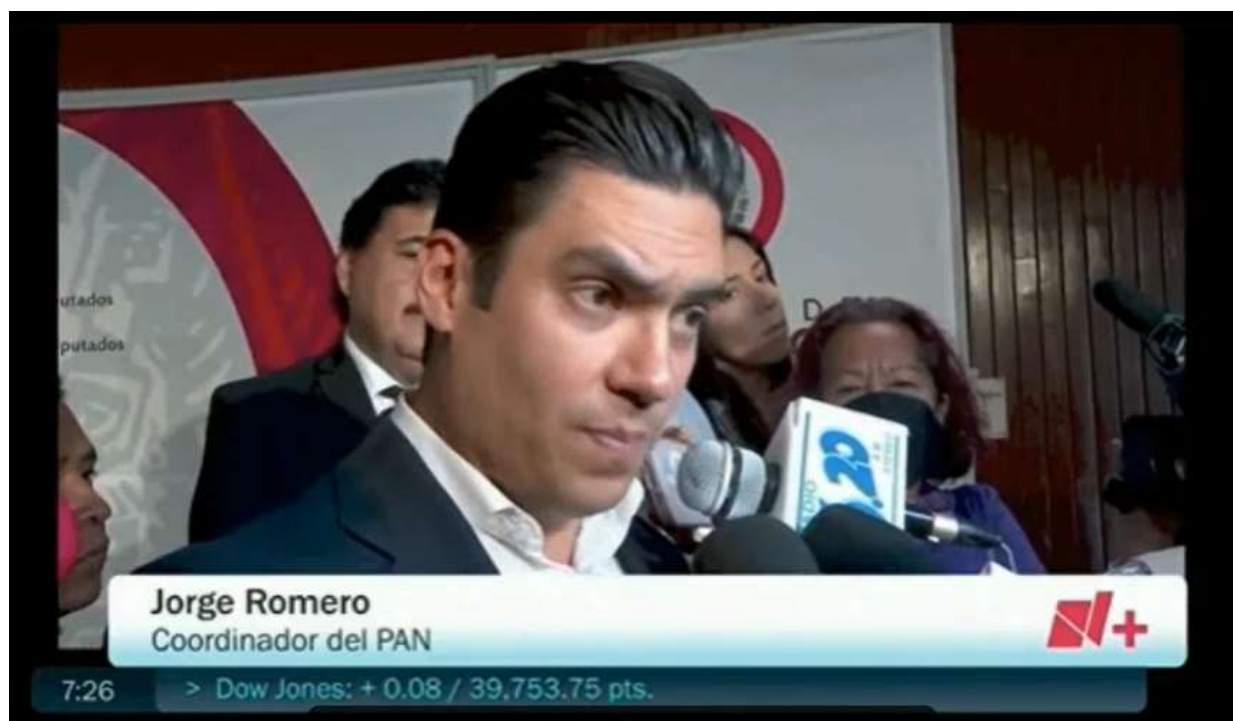 utados
putados
Jorge Romero
Coordinador del PAN
N+
7:26
> Dow Jones: + 0.08 / 39,753.75 pts.